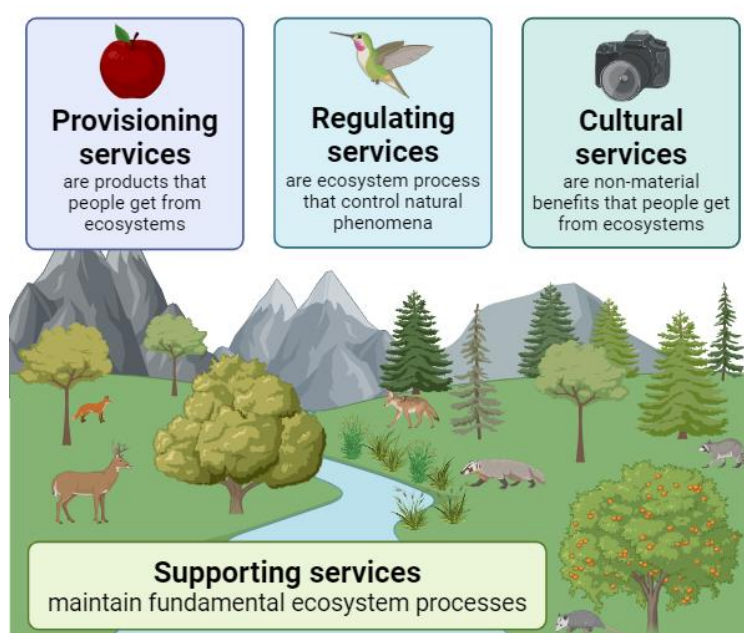 Provisioning
services
are products that
people get from
ecosystems
Regulating
services
are ecosystem process
that control natural
phenomena
Cultural
services
are non-material
benefits that people get
from ecosystems
Supporting services
maintain fundamental ecosystem processes